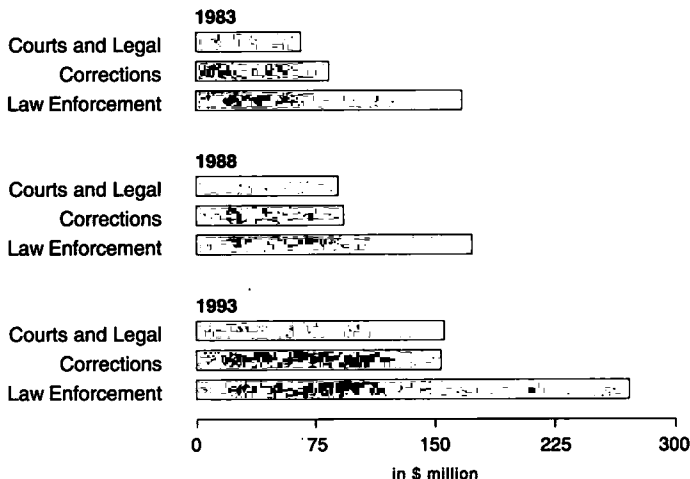 1983
Courts and Legal
Corrections
Law Enforcement
1988
Courts and Legal
Corrections
Law Enforcement
1993
Courts and Legal
Corrections
Law Enforcement
0 75 150 225 300
in $ million